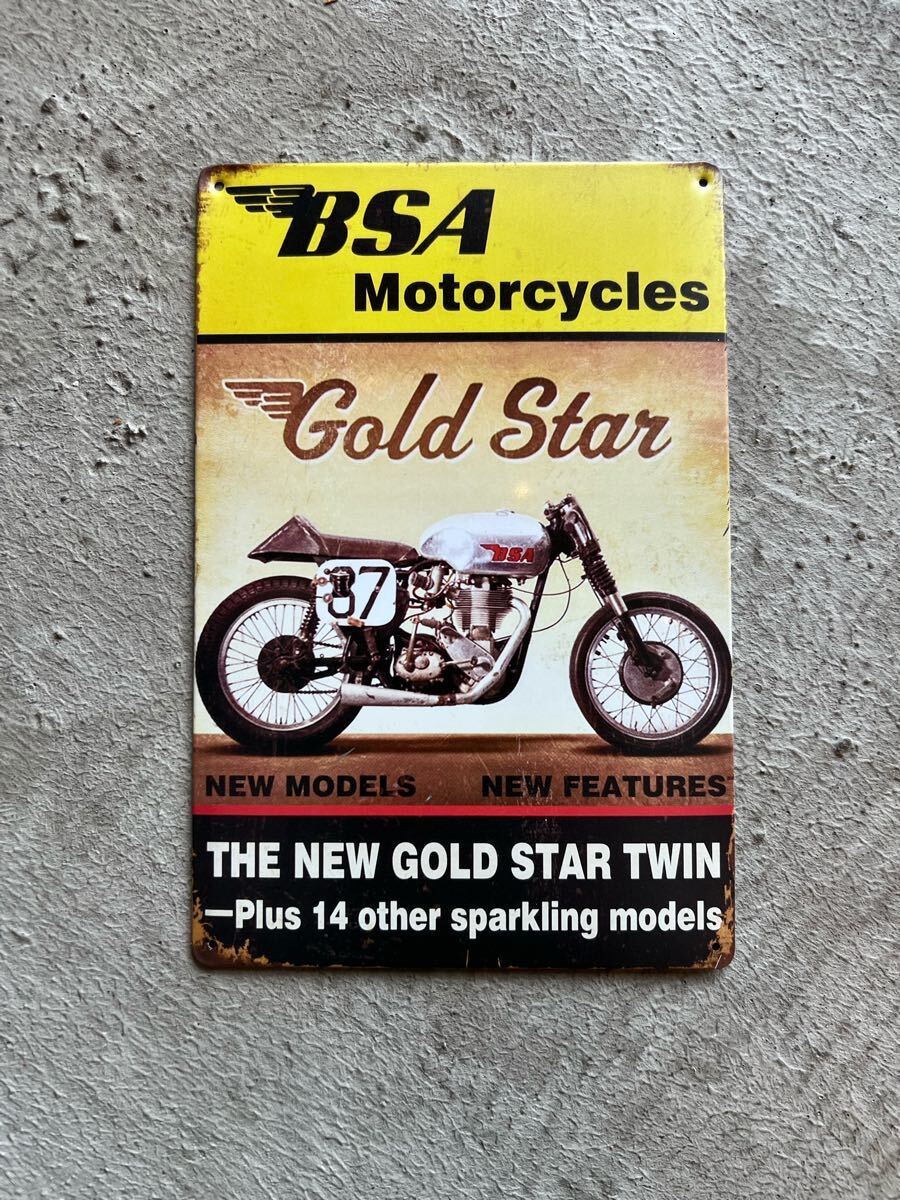 BSA
Motorcycles
Gold Star
BSA
87
NEW MODELS NEW FEATURES
THE NEW GOLD STAR TWIN
—Plus 14 other sparkling models